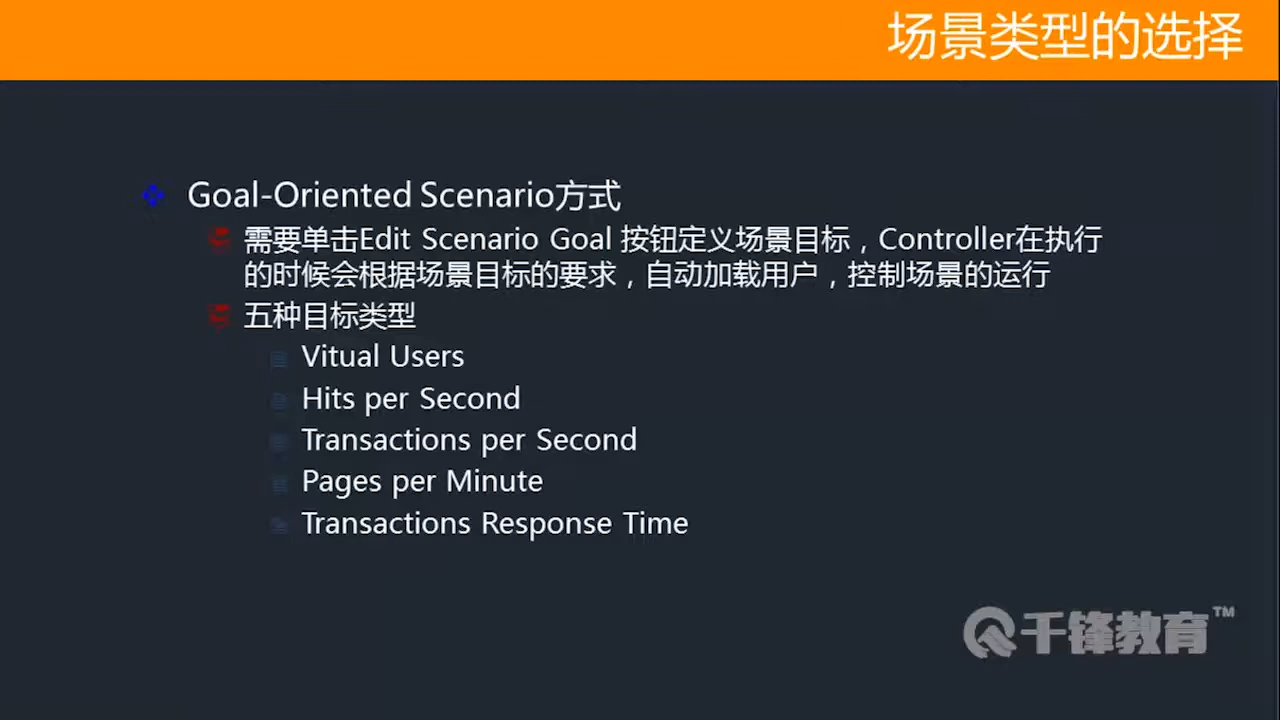 场景类型的选择
Goal-Oriented Scenario方式
需要单击Edit Scenario Goal 按钮定义场景目标，Controller在执行
的时候会根据场景目标的要求，自动加载用户，控制场景的运行
五种目标类型
Vitual Users
Hits per Second
Transactions per Second
Pages per Minute
Transactions Response Time
千锋教育™